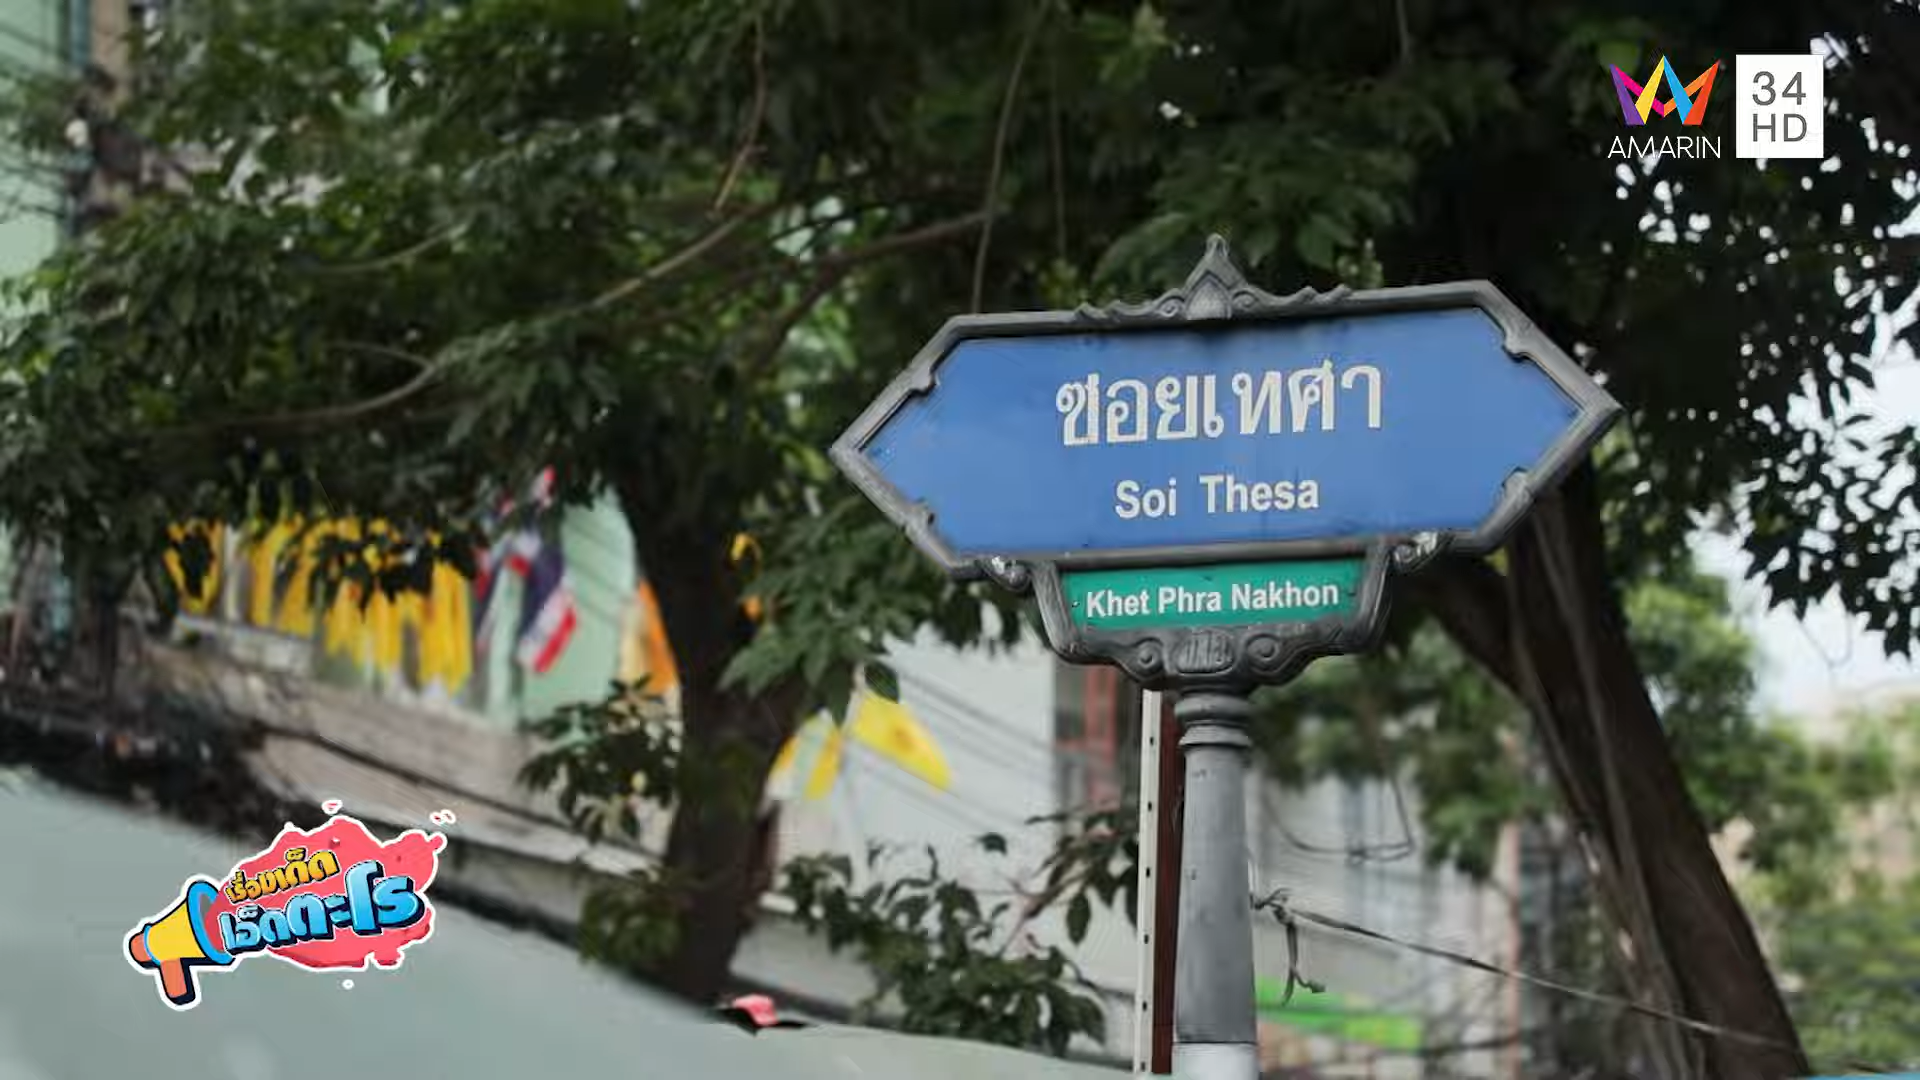 AMARIN
34
HD
ซอยเทศา
Soi Thesa
Khet Phra Nakhon
เรื่องเด็ด
เอ็ดตะโร